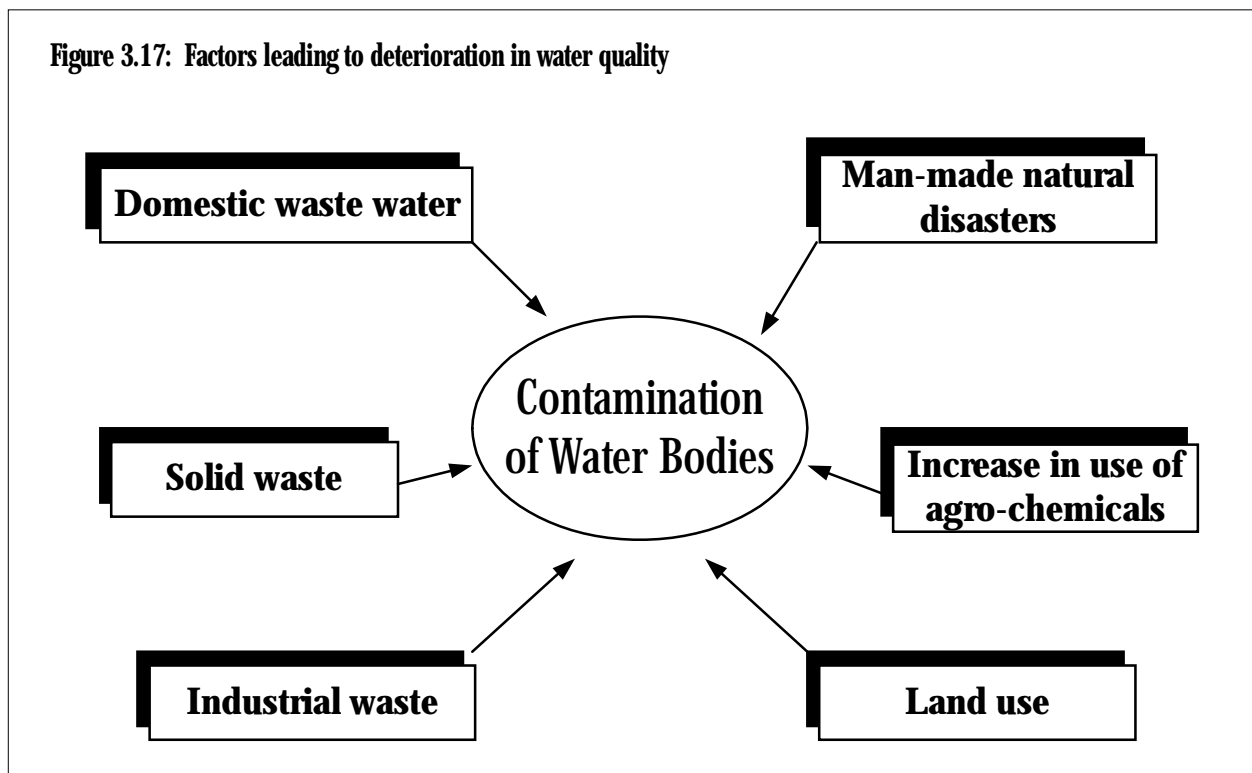 Figure 3.17: Factors leading to deterioration in water quality
Domestic waste water
Man-made natural
disasters
Contamination
of Water Bodies
Solid waste
Increase in use of
agro-chemicals
Industrial waste
Land use